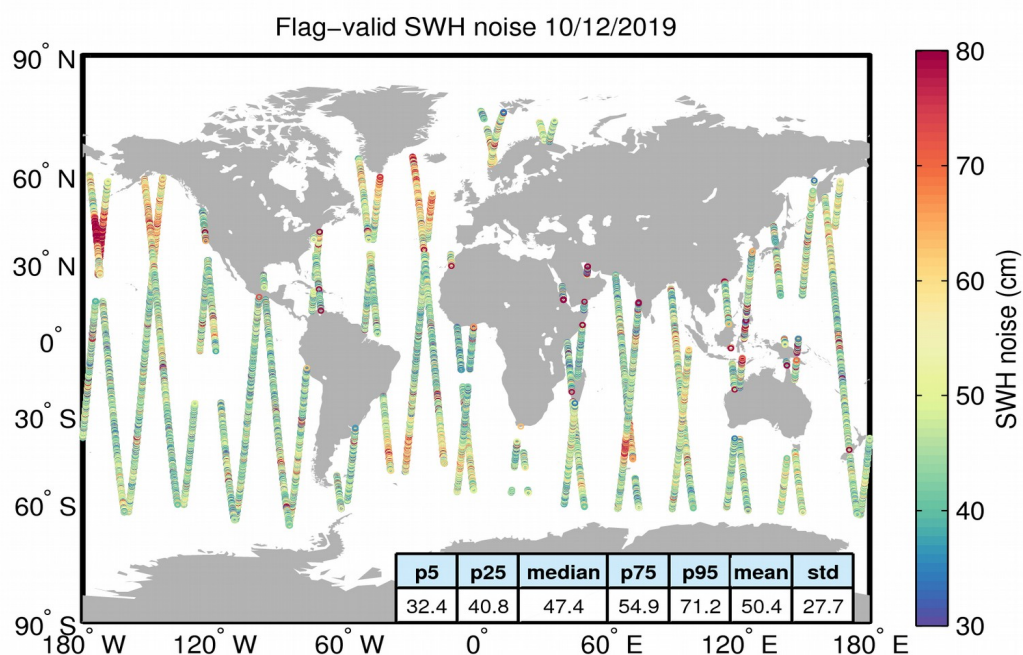 Flag−valid SWH noise 10/12/2019
90° N
60° N
30° N
0°
30° S
60° S
90° S
180° W
120° W
60° W
0°
60° E
120° E
180° E
80
70
60
50
40
30
SWH noise (cm)
p5 p25 median p75 p95 mean std
32.4 40.8 47.4 54.9 71.2 50.4 27.7